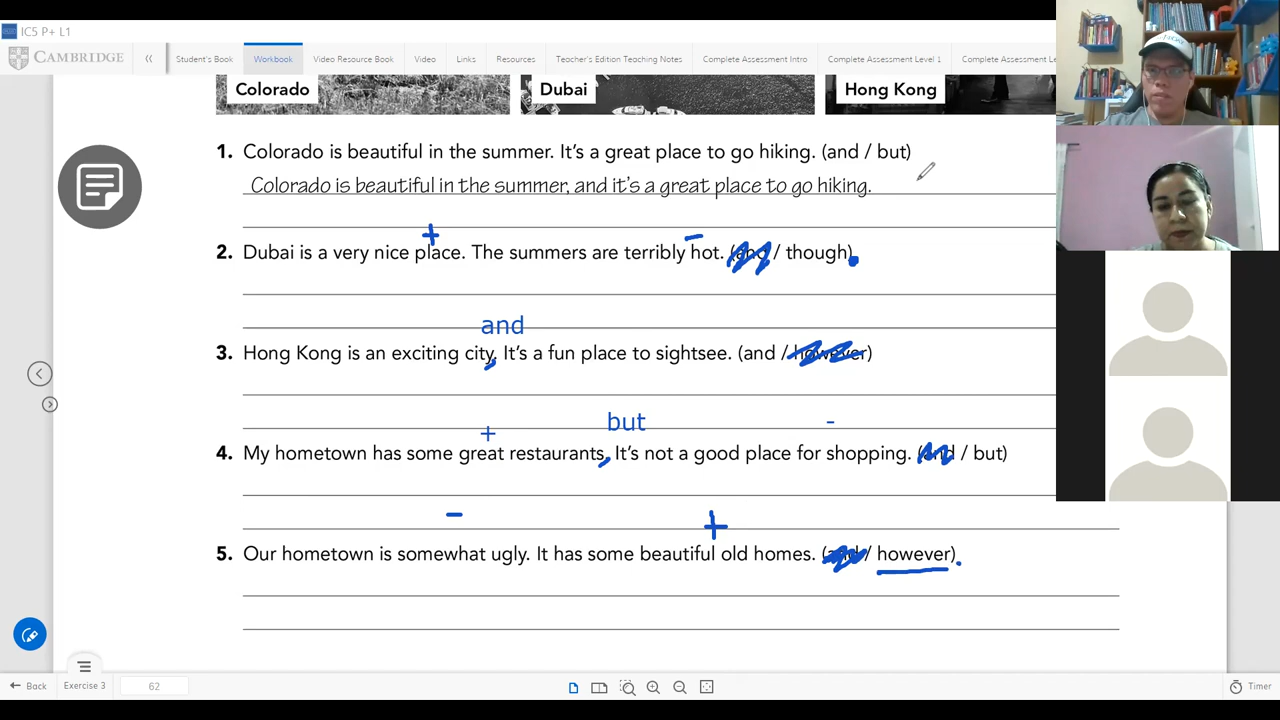 IC5 P+ L1
CAMBRIDGE
Student's Book
Workbook
Video Resource Book
Video
Links
Resources
Teacher's Edition Teaching Notes
Complete Assessment Intro
Complete Assessment Level 1
Complete Assessment Le
Colorado
Dubai
Hong Kong
1. Colorado is beautiful in the summer. It's a great place to go hiking. (and / but)
Colorado is beautiful in the summer, and it's a great place to go hiking.
+ -
2. Dubai is a very nice place. The summers are terribly hot. (and / though).
and
3. Hong Kong is an exciting city, It's a fun place to sightsee. (and / however)
+ but -
4. My hometown has some great restaurants, It's not a good place for shopping. (and / but)
- +
5. Our hometown is somewhat ugly. It has some beautiful old homes. (and / however).
Back
Exercise 3
62
Timer